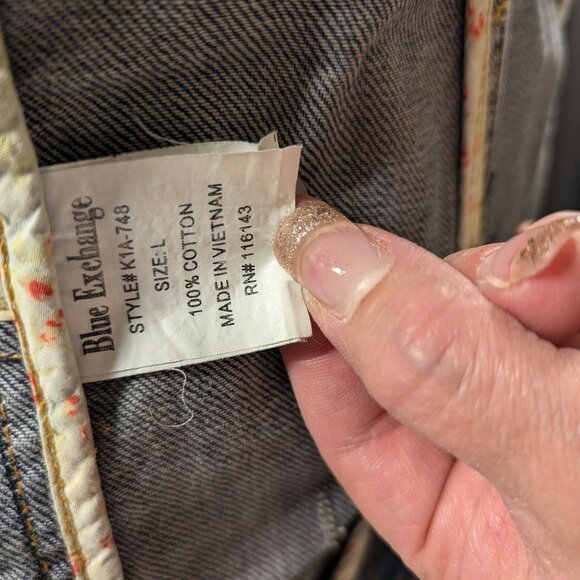 Blue Exchange
STYLE#K1A-748
SIZE: L
100% COTTON
MADE IN VIETNAM
RN# 116143